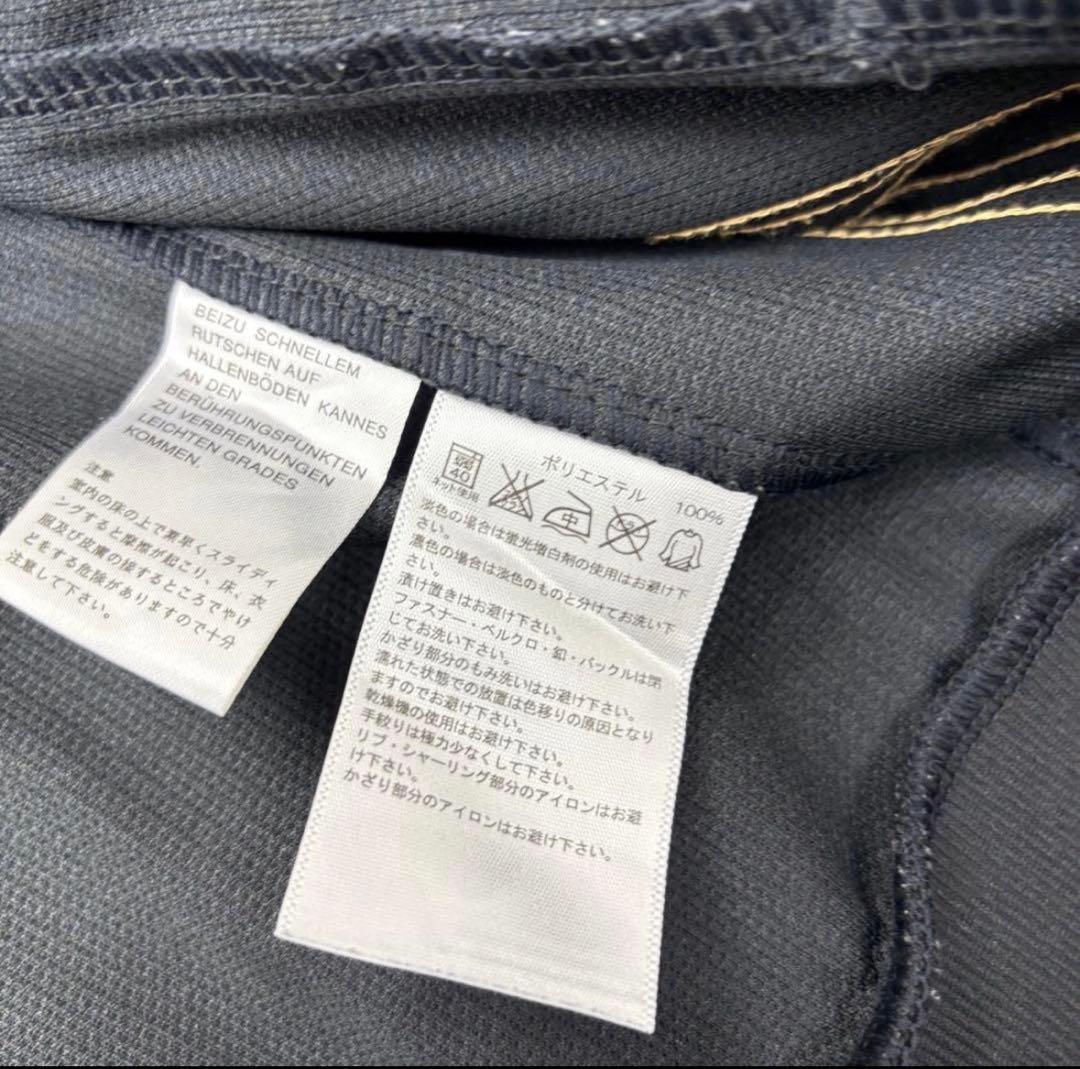 BEIZU SCHNELLEM
RUTSCHEN AUF
HALLENBÖDEN KANNES
AN DEN
BERÜHRUNGSPUNKTEN
ZU VERBRENNUNGEN
LEICHTEN GRADES
KOMMEN.
注意
室内の床の上で素早くスライディ
ングすると摩擦が起こり、床、衣
服及び皮膚の接するところでやけ
どをする危険がありますので十分
注意して下さい。
ポリエステル 100%
弱
40
ネット使用
中
淡色の場合は蛍光増白剤の使用はお避け下
さい。
濃色の場合は淡色のものと分けてお洗い下
さい。
漬け置きはお避け下さい。
ファスナー・ベルクロ・釦・バックルは閉
じてお洗い下さい。
かざり部分のもみ洗いはお避け下さい。
濡れた状態での放置は色移りの原因となり
ますのでお避け下さい。
乾燥機の使用はお避け下さい。
手絞りは極力少なくして下さい。
リブ・シャーリング部分のアイロンはお避
け下さい。
かざり部分のアイロンはお避け下さい。